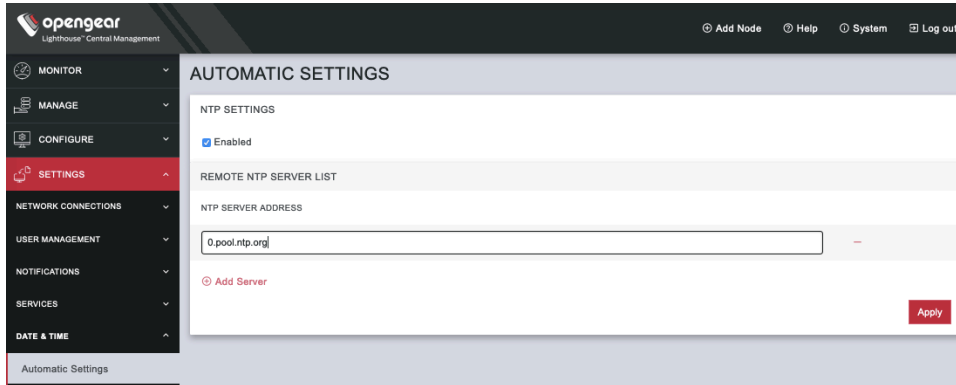 opengear
Lighthouse™ Central Management
Add Node
Help
System
Log out
MONITOR
MANAGE
CONFIGURE
SETTINGS
NETWORK CONNECTIONS
USER MANAGEMENT
NOTIFICATIONS
SERVICES
DATE & TIME
Automatic Settings
AUTOMATIC SETTINGS
NTP SETTINGS
Enabled
REMOTE NTP SERVER LIST
NTP SERVER ADDRESS
0.pool.ntp.org
Add Server
Apply